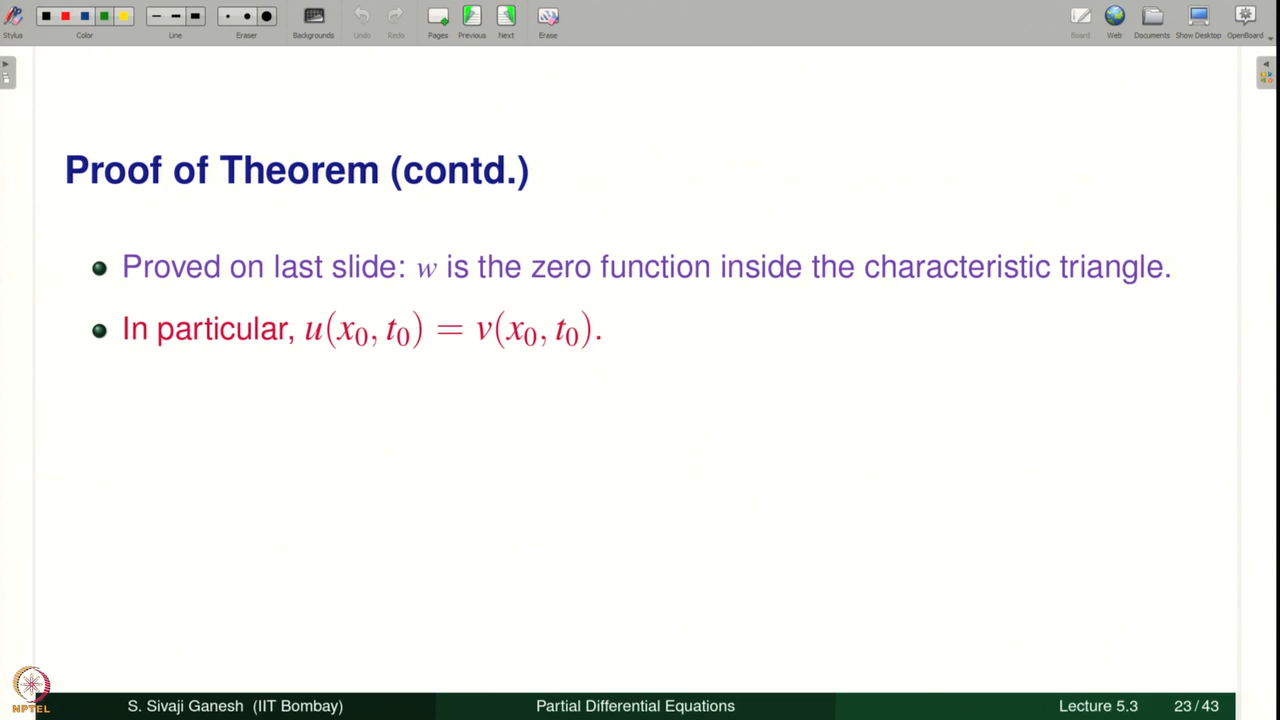 Stylus Color Line Eraser Backgrounds Undo Redo Pages Previous Next Erase Board Web Documents Show Desktop OpenBoard
Proof of Theorem (contd.)
Proved on last slide: w is the zero function inside the characteristic triangle.
In particular, u(x₀, t₀) = v(x₀, t₀).
NPTEL
S. Sivaji Ganesh (IIT Bombay) Partial Differential Equations Lecture 5.3 23 / 43